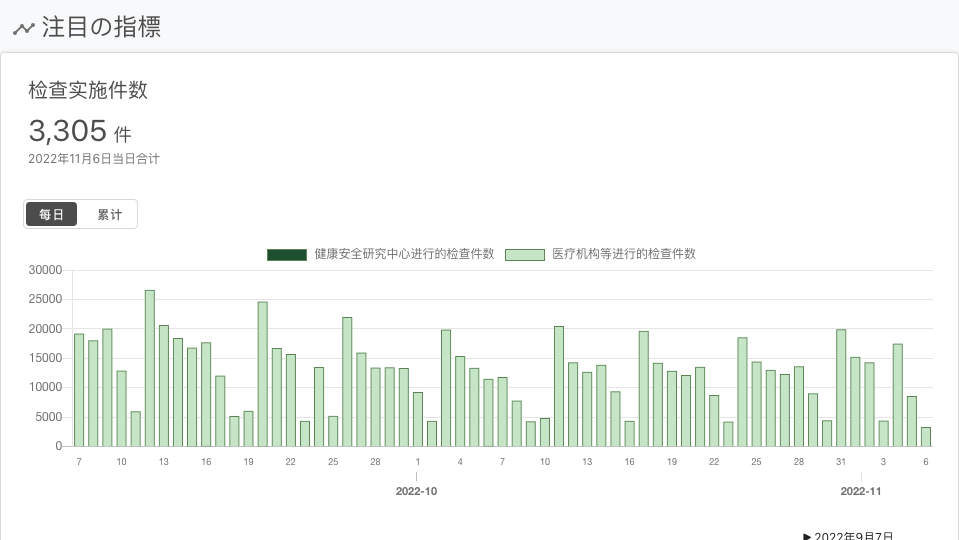 注目の指標
检查实施件数
3,305 件
2022年11月6日当日合计
每日 累计
健康安全研究中心进行的检查件数 医疗机构等进行的检查件数
30000
25000
20000
15000
10000
5000
0
7 10 13 16 19 22 25 28 1 4 7 10 13 16 19 22 25 28 31 3 6
2022-10 2022-11
▶ 2022年9月7日